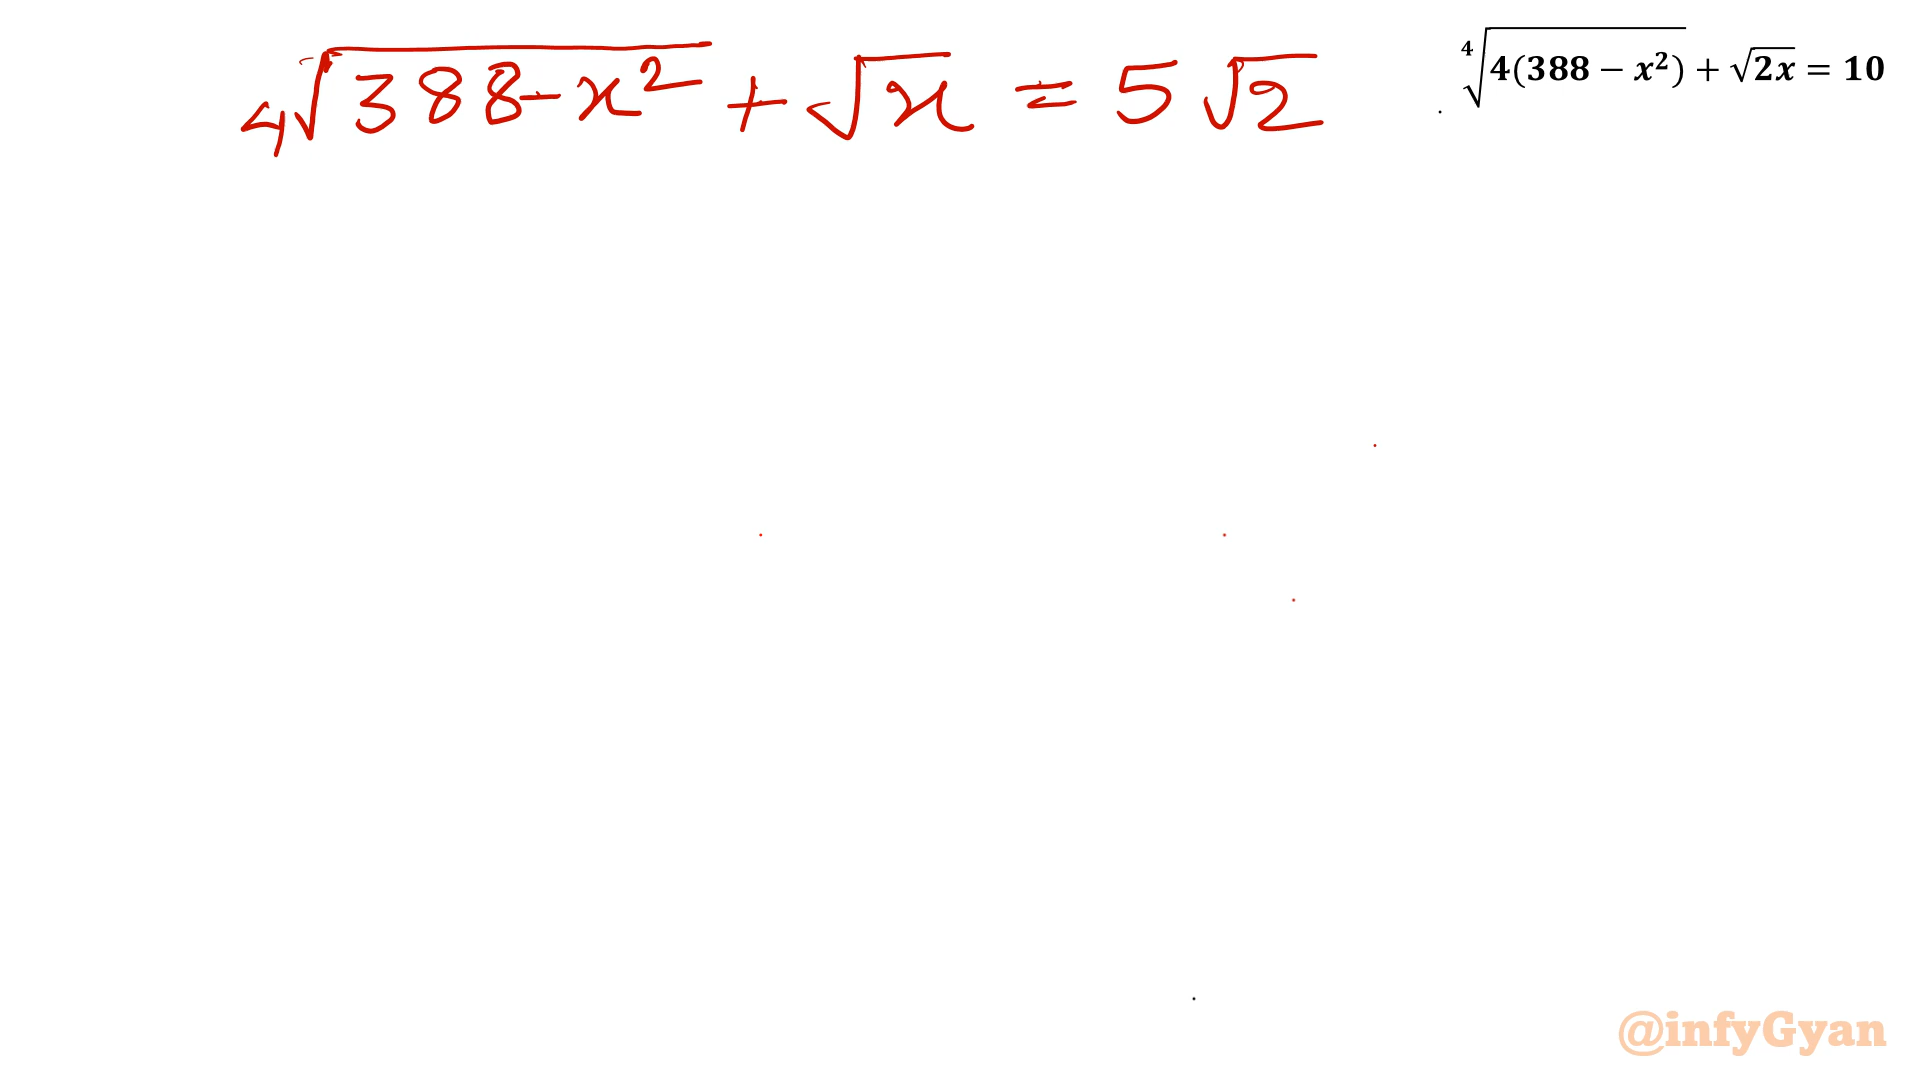 ⁴√(388-x²) + √x = 5√2
⁴√(4(388 − x²)) + √(2x) = 10
@infyGyan